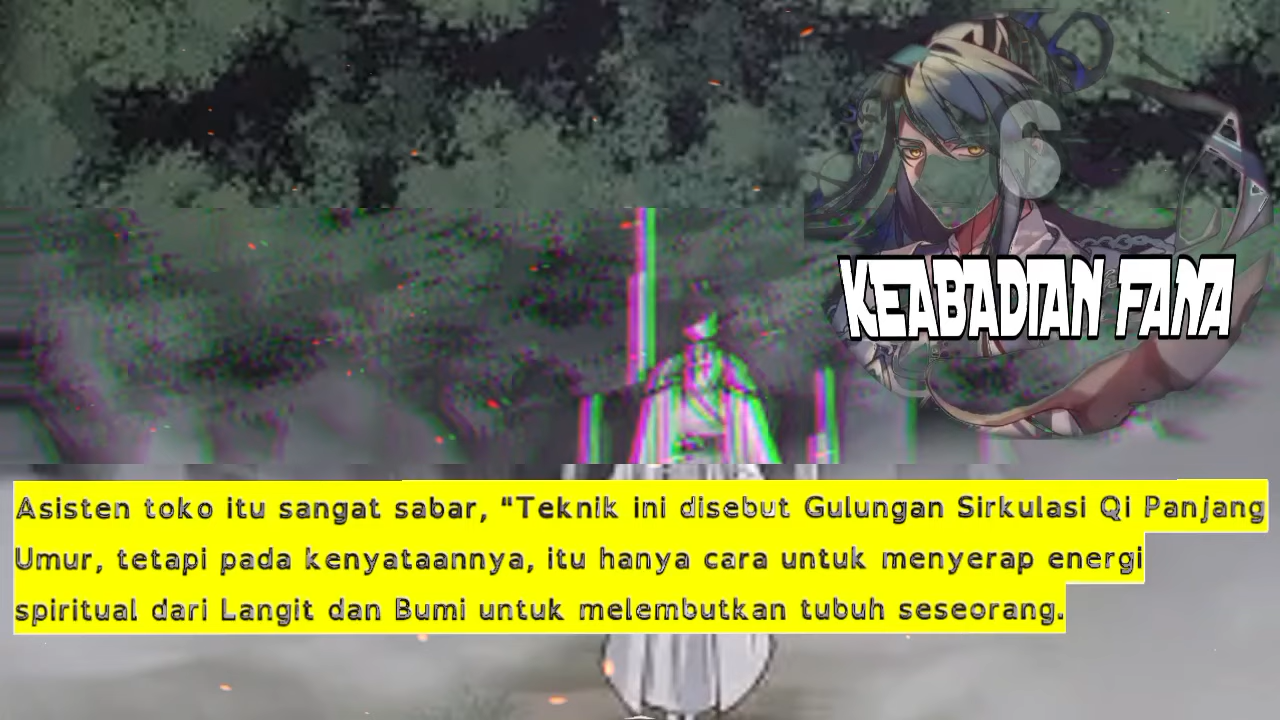 6
KEABADIAN FANA
Asisten toko itu sangat sabar, "Teknik ini disebut Gulungan Sirkulasi Qi Panjang
Umur, tetapi pada kenyataannya, itu hanya cara untuk menyerap energi
spiritual dari Langit dan Bumi untuk melembutkan tubuh seseorang.